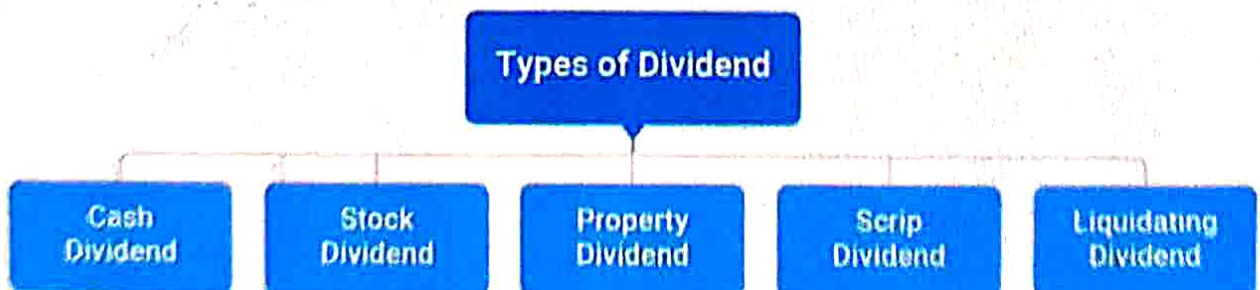 Types of Dividend
Cash
Dividend
Stock
Dividend
Property
Dividend
Scrip
Dividend
Liquidating
Dividend